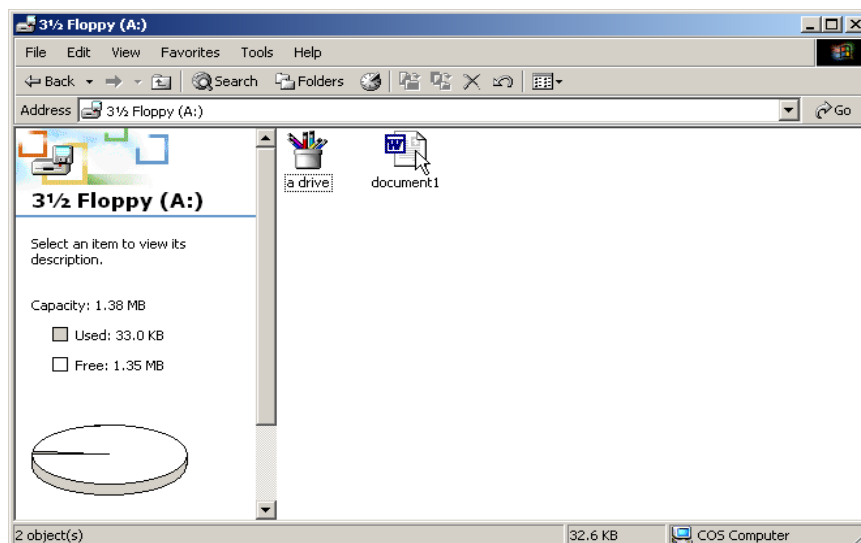 3½ Floppy (A:)
File Edit View Favorites Tools Help
Back Search Folders
Address 3½ Floppy (A:) Go
3½ Floppy (A:)
Select an item to view its
description.
Capacity: 1.38 MB
Used: 33.0 KB
Free: 1.35 MB
a drive
W
document1
2 object(s) 32.6 KB COS Computer